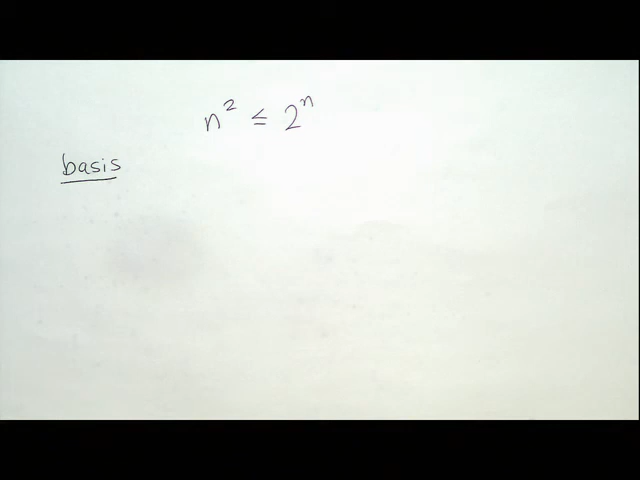 n² ≤ 2ⁿ
basis